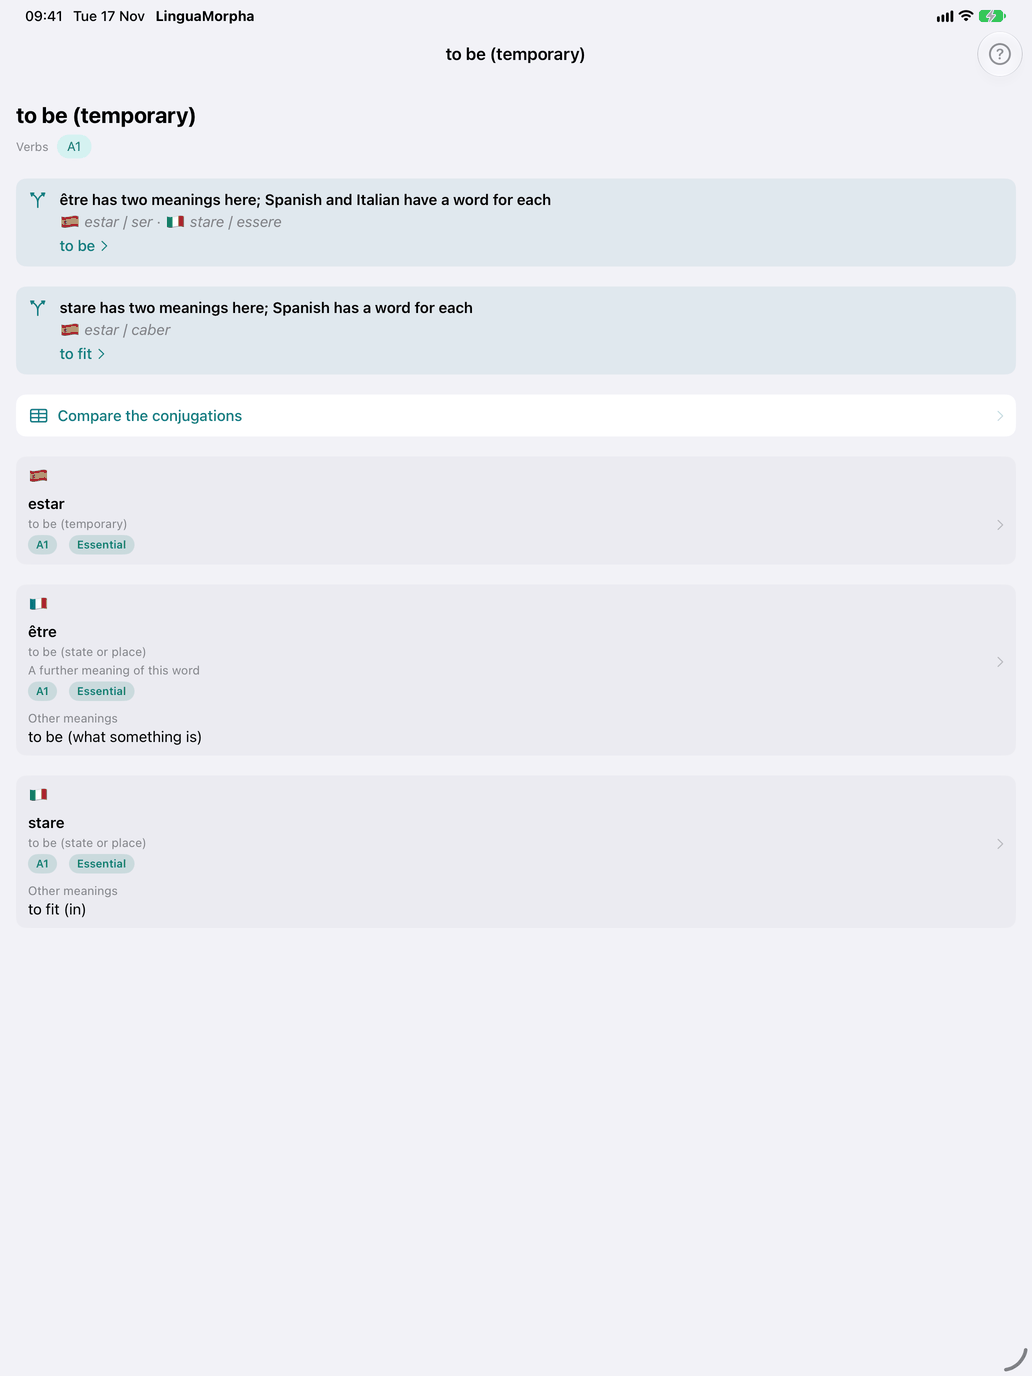 09:41 Tue 17 Nov LinguaMorpha
to be (temporary)
to be (temporary)
Verbs A1
être has two meanings here; Spanish and Italian have a word for each
estar / ser · stare / essere
to be
stare has two meanings here; Spanish has a word for each
estar / caber
to fit
Compare the conjugations
estar
to be (temporary)
A1 Essential
être
to be (state or place)
A further meaning of this word
A1 Essential
Other meanings
to be (what something is)
stare
to be (state or place)
A1 Essential
Other meanings
to fit (in)